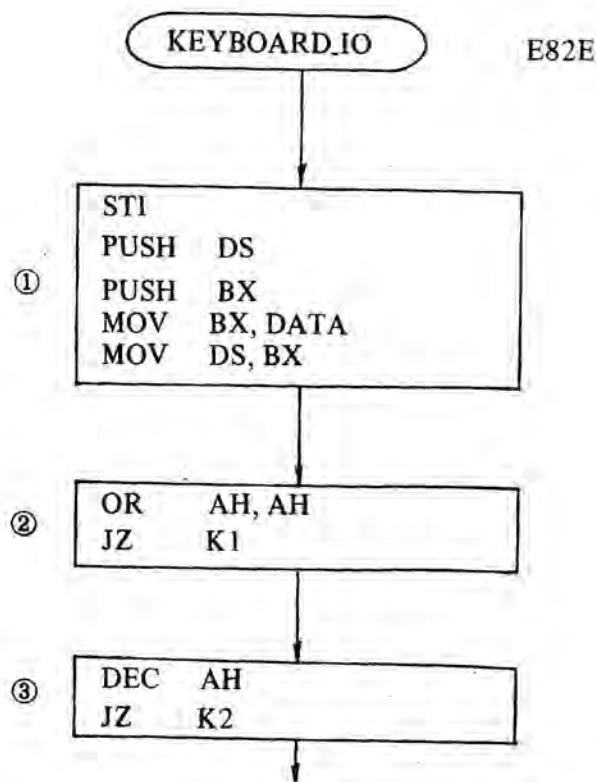 KEYBOARD_IO
E82E
①
STI
PUSH DS
PUSH BX
MOV BX, DATA
MOV DS, BX
②
OR AH, AH
JZ K1
③
DEC AH
JZ K2